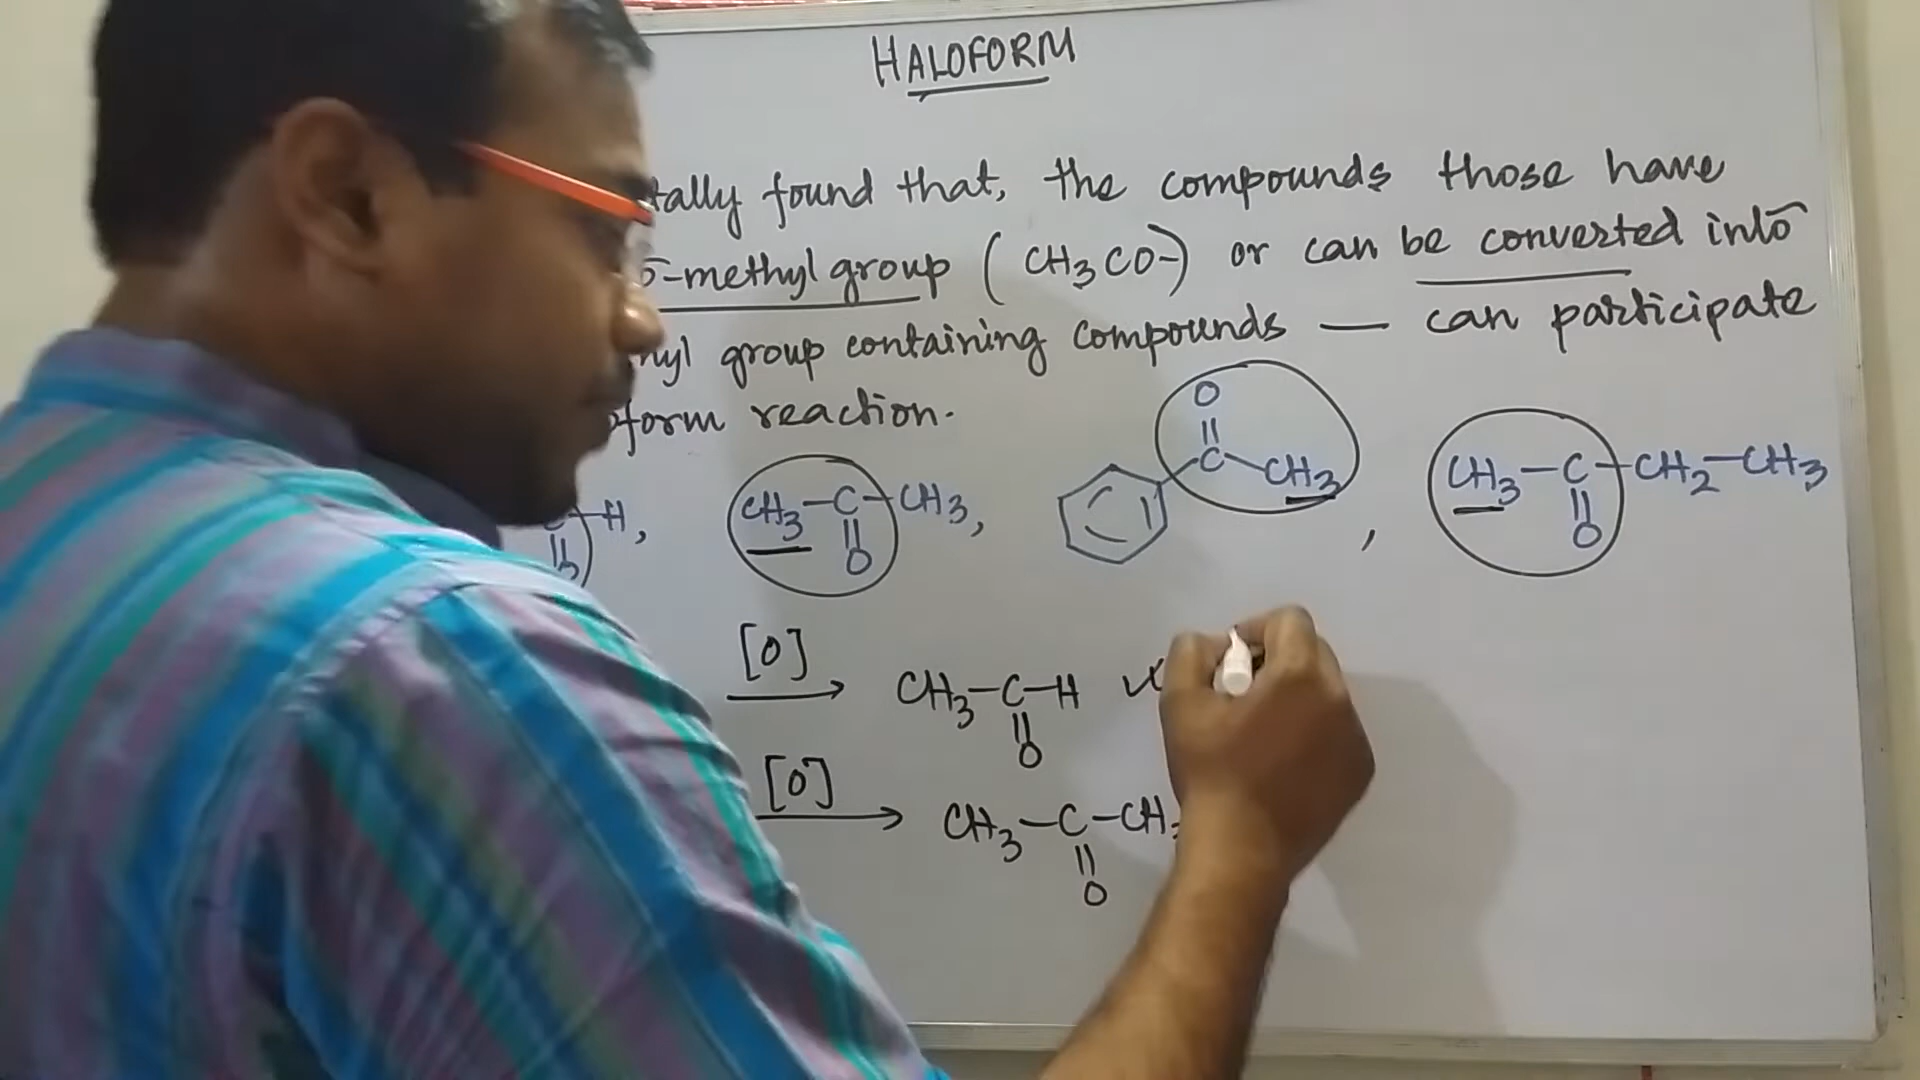 HALOFORM
found that, the compounds those have
-methyl group (CH3CO-) or can be converted into
group containing compounds — can participate
reaction.
-H, CH3-C-CH3, C-CH3, CH3-C-CH2-CH3
O O O
[O] CH3-C-H
O
[O] CH3-C-CH
O